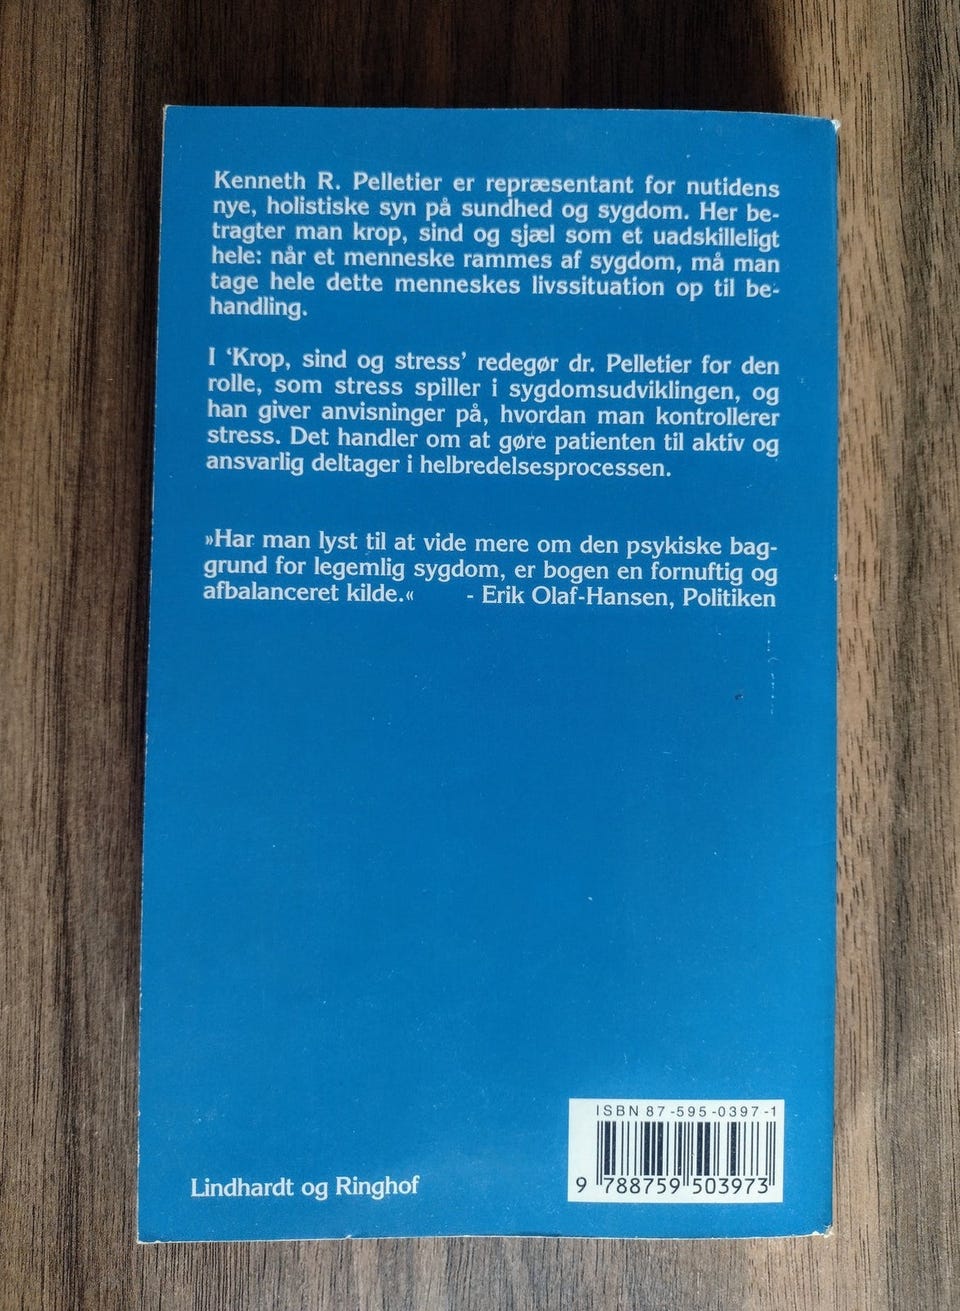 Kenneth R. Pelletier er repræsentant for nutidens
nye, holistiske syn på sundhed og sygdom. Her be-
tragter man krop, sind og sjæl som et uadskilleligt
hele: når et menneske rammes af sygdom, må man
tage hele dette menneskes livssituation op til be-
handling.
I ‘Krop, sind og stress’ redegør dr. Pelletier for den
rolle, som stress spiller i sygdomsudviklingen, og
han giver anvisninger på, hvordan man kontrollerer
stress. Det handler om at gøre patienten til aktiv og
ansvarlig deltager i helbredelsesprocessen.
»Har man lyst til at vide mere om den psykiske bag-
grund for legemlig sygdom, er bogen en fornuftig og
afbalanceret kilde.« - Erik Olaf-Hansen, Politiken
ISBN 87-595-0397-1
9 788759 503973
Lindhardt og Ringhof